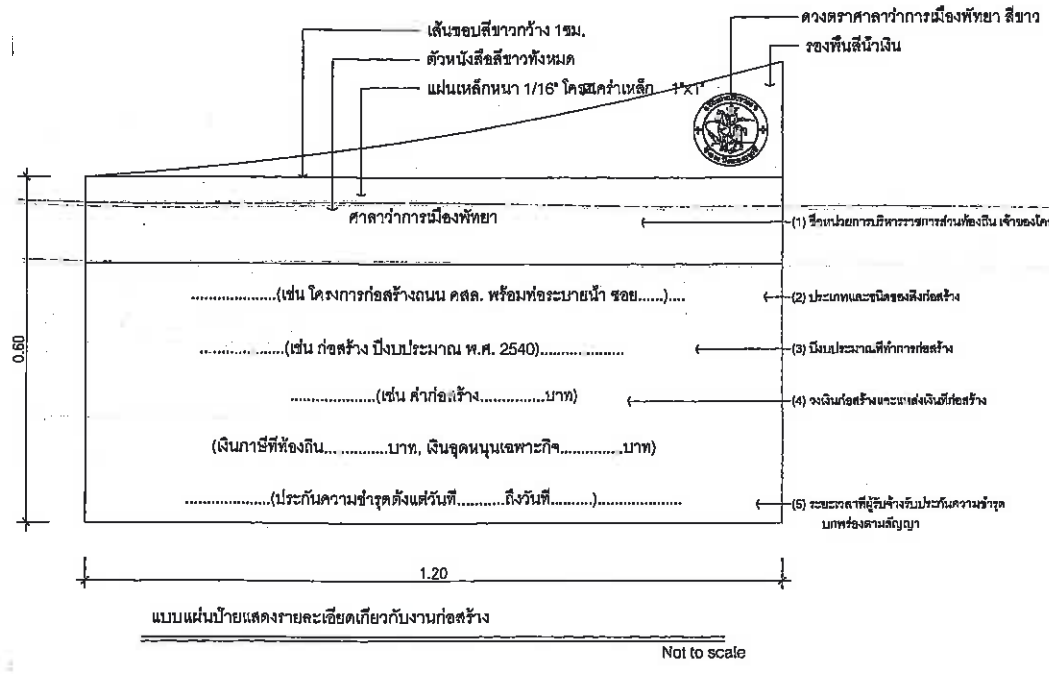 เส้นขอบสีขาวกว้าง 1ซม.
ดวงตราศาลาว่าการเมืองพัทยา สีขาว
ตัวหนังสือสีขาวทั้งหมด
รองพื้นสีน้ำเงิน
แผ่นเหล็กหนา 1/16" โครงเคร่าเหล็ก 1"x1"
ศาลาว่าการเมืองพัทยา
(1) ชื่อหน่วยการบริหารราชการส่วนท้องถิ่น เจ้าของโคร
....................(เช่น โครงการก่อสร้างถนน คสล. พร้อมท่อระบายน้ำ ซอย......)....
(2) ประเภทและชนิดของสิ่งก่อสร้าง
....................(เช่น ก่อสร้าง ปีงบประมาณ พ.ศ. 2540)....................
(3) ปีงบประมาณที่ทำการก่อสร้าง
0.60
....................(เช่น ค่าก่อสร้าง...............บาท)
(4) วงเงินก่อสร้างและแหล่งเงินที่ก่อสร้าง
(เงินภาษีที่ท้องถิ่น...............บาท, เงินอุดหนุนเฉพาะกิจ...............บาท)
....................(ประกันความชำรุดตั้งแต่วันที่...........ถึงวันที่..........)....................
(5) ระยะเวลาที่ผู้รับจ้างรับประกันความชำรุด
บกพร่องตามสัญญา
1.20
แบบแผ่นป้ายแสดงรายละเอียดเกี่ยวกับงานก่อสร้าง
Not to scale